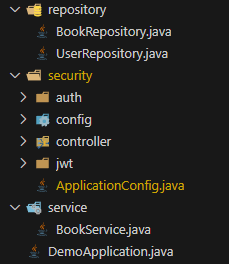 repository
BookRepository.java
UserRepository.java
security
auth
config
controller
jwt
ApplicationConfig.java
service
BookService.java
DemoApplication.java